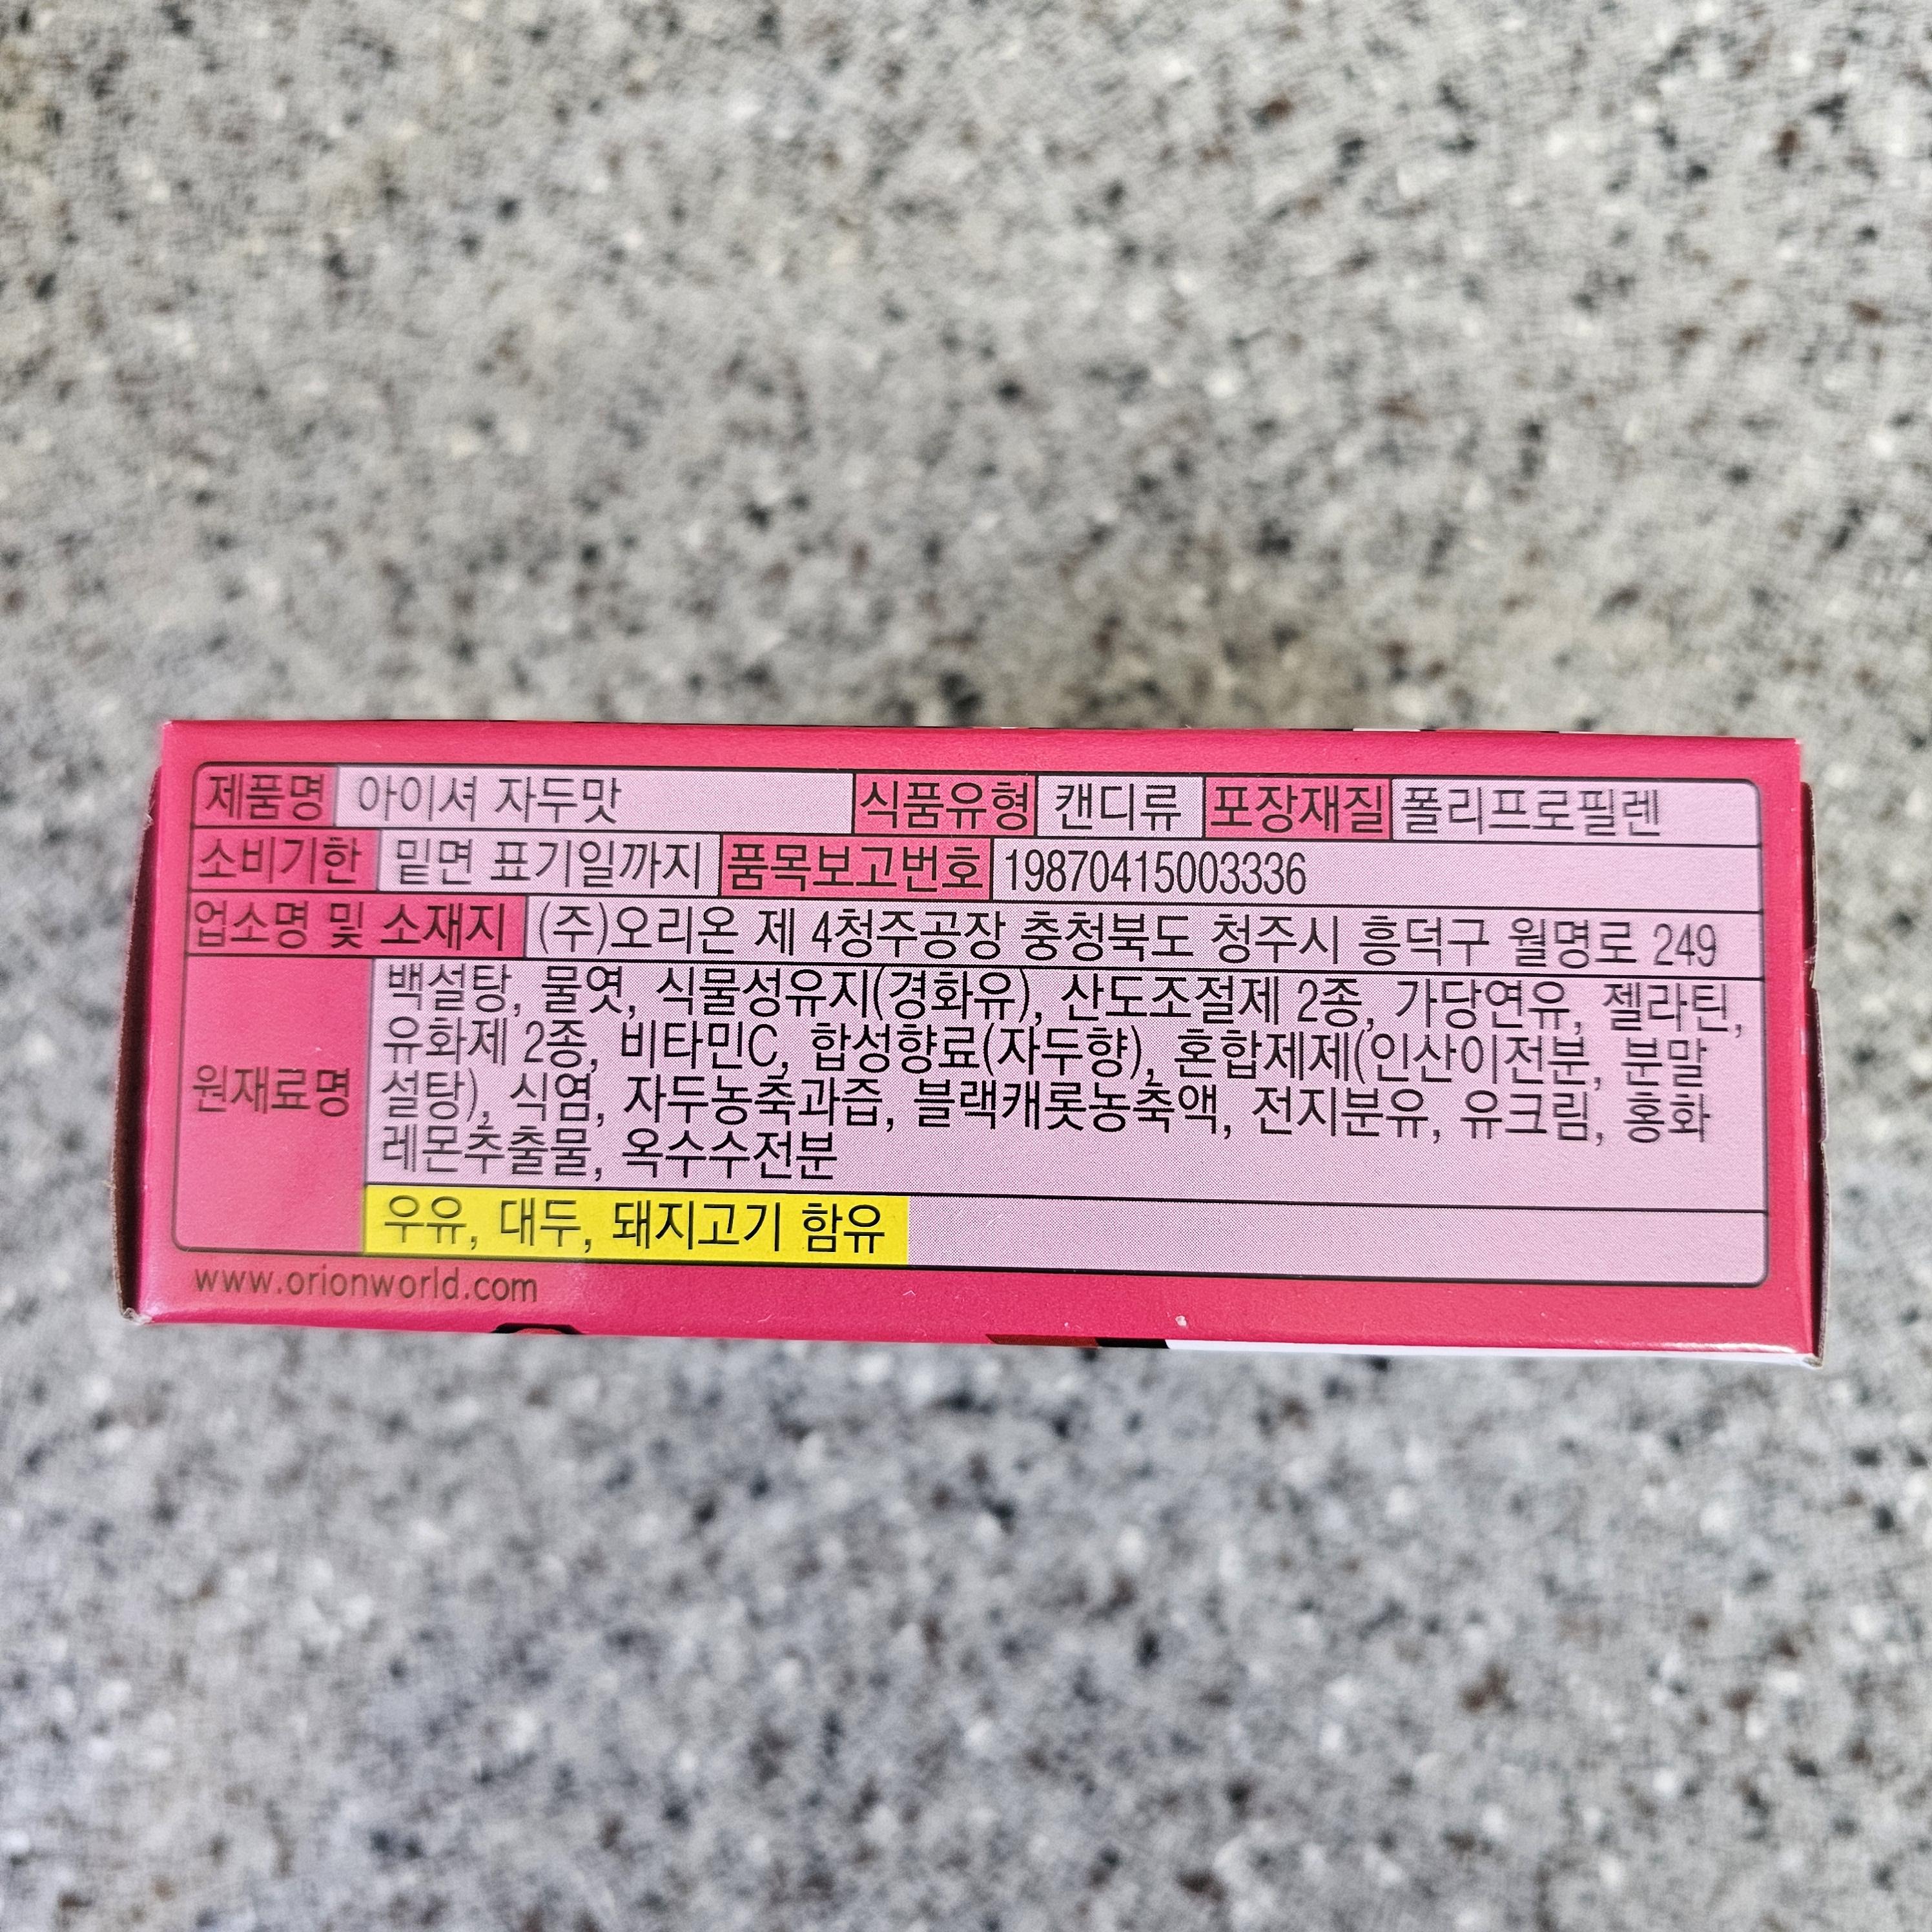 제품명 아이셔 자두맛 식품유형 캔디류 포장재질 폴리프로필렌
소비기한 밑면 표기일까지 품목보고번호 19870415003336
업소명 및 소재지 (주)오리온 제 4청주공장 충청북도 청주시 흥덕구 월명로 249
원재료명
백설탕, 물엿, 식물성유지(경화유), 산도조절제 2종, 가당연유, 젤라틴,
유화제 2종, 비타민C, 합성향료(자두향), 혼합제제(인산이전분, 분말
설탕), 식염, 자두농축과즙, 블랙캐롯농축액, 전지분유, 유크림, 홍화
레몬추출물, 옥수수전분
우유, 대두, 돼지고기 함유
www.orionworld.com